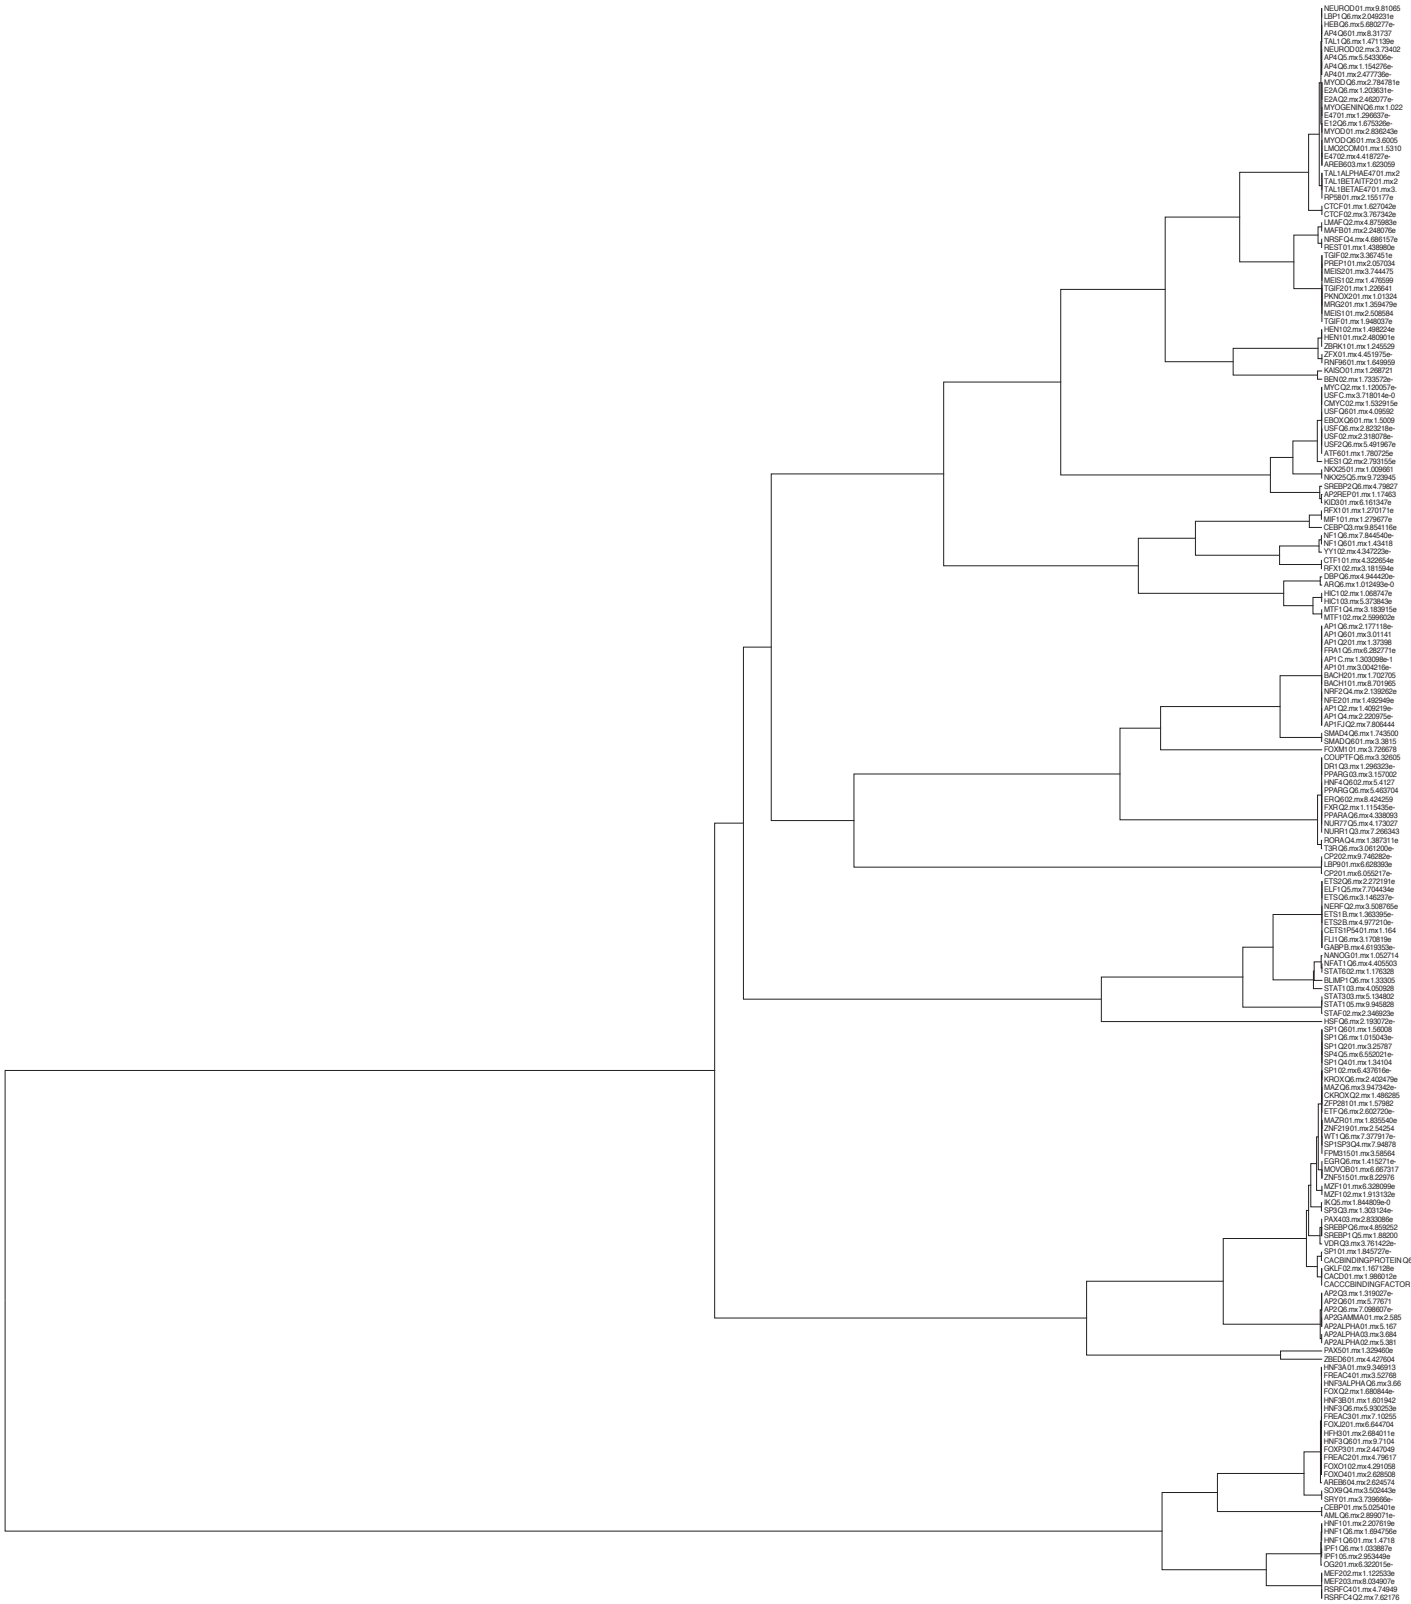 NEUROD01.mx9.81065
LBP1Q6.mx2.049231e
HEBQ6.mx5.680277e-
AP4Q601.mx8.31737
TAL1Q6.mx1.471139e
NEUROD02.mx3.73402
AP4Q5.mx5.543306e-
AP4Q6.mx1.154276e-
AP401.mx2.477736e-
MYODQ6.mx2.784781e
E2AQ6.mx1.203631e-
E2AQ2.mx2.462077e-
MYOGENINQ6.mx1.022
E4701.mx1.296637e-
E12Q6.mx1.675326e-
MYOD01.mx2.836243e
MYODQ601.mx3.6005
LMO2COM01.mx1.5310
E4702.mx4.418727e-
AREB603.mx1.623059
TAL1ALPHAE4701.mx2
TAL1BETAITF201.mx2
TAL1BETAE4701.mx3.
RP5801.mx2.155177e
CTCF01.mx1.627042e
CTCF02.mx3.767342e
LMAFQ2.mx4.875983e
MAFB01.mx2.248076e
NRSFQ4.mx4.686157e
REST01.mx1.438980e
TGIF02.mx3.367451e
PREP101.mx2.057034
MEIS201.mx3.744475
MEIS102.mx1.476599
TGIF201.mx1.226641
PKNOX201.mx1.01324
MRG201.mx1.359479e
MEIS101.mx2.508584
TGIF01.mx1.948037e
HEN102.mx1.498224e
HEN101.mx2.480901e
ZBRK101.mx1.245529
ZFX01.mx4.451975e-
RNF9601.mx1.649959
KAISO01.mx1.268721
BEN02.mx1.733572e-
MYCQ2.mx1.120057e-
USFC.mx3.718014e-0
CMYC02.mx1.532915e
USFQ601.mx4.09592
EBOXQ601.mx1.5009
USFQ6.mx2.823218e-
USF02.mx2.318078e-
USF2Q6.mx5.491967e
ATF601.mx1.780725e
HES1Q2.mx2.793155e
NKX2501.mx1.009661
NKX25Q5.mx9.723945
SREBP2Q6.mx4.79827
AP2REP01.mx1.17463
KID301.mx6.161347e
RFX101.mx1.270171e
MIF101.mx1.279677e
CEBPQ3.mx9.854116e
NF1Q6.mx7.844540e-
NF1Q601.mx1.43418
YY102.mx4.347223e-
CTF101.mx4.322654e
RFX102.mx3.181594e
DBPQ6.mx4.944420e-
ARQ6.mx1.012493e-0
HIC102.mx1.068747e
HIC103.mx5.373843e
MTF1Q4.mx3.183915e
MTF102.mx2.599602e
AP1Q6.mx2.177118e-
AP1Q601.mx3.01141
AP1Q201.mx1.37398
FRA1Q5.mx6.282771e
AP1C.mx1.303098e-1
AP101.mx3.004216e-
BACH201.mx1.702705
BACH101.mx8.701965
NRF2Q4.mx2.139262e
NFE201.mx1.492949e
AP1Q2.mx1.409219e-
AP1Q4.mx2.220975e-
AP1FJQ2.mx7.806444
SMAD4Q6.mx1.743500
SMADQ601.mx3.3815
FOXM101.mx3.726678
COUPTFQ6.mx3.32605
DR1Q3.mx1.296323e-
PPARG03.mx3.157002
HNF4Q602.mx5.4127
PPARGQ6.mx5.463704
ERQ602.mx8.424259
FXRQ2.mx1.115435e-
PPARAQ6.mx4.338093
NUR77Q5.mx4.173027
NURR1Q3.mx7.266343
RORAQ4.mx1.387311e
T3RQ6.mx3.061200e-
CP202.mx9.746282e-
LBP901.mx6.628393e
CP201.mx6.055217e-
ETS2Q6.mx2.272191e
ELF1Q5.mx7.704434e
ETSQ6.mx3.146237e-
NERFQ2.mx3.508765e
ETS1B.mx1.363395e-
ETS2B.mx4.977210e-
CETS1P5401.mx1.164
FLI1Q6.mx3.170819e
GABPB.mx4.619353e-
NANOG01.mx1.052714
NFAT1Q6.mx4.405503
STAT602.mx1.176328
BLIMP1Q6.mx1.33305
STAT103.mx4.050928
STAT303.mx5.134802
STAT105.mx9.945828
STAF02.mx2.346923e
HSFQ6.mx2.193072e-
SP1Q601.mx1.56008
SP1Q6.mx1.015043e-
SP1Q201.mx3.25787
SP4Q5.mx6.552021e-
SP1Q401.mx1.34104
SP102.mx6.437616e-
KROXQ6.mx2.402479e
MAZQ6.mx3.947342e-
CKROXQ2.mx1.486285
ZFP28101.mx1.57982
ETFQ6.mx2.602720e-
MAZR01.mx1.835540e
ZNF21901.mx2.54254
WT1Q6.mx7.377917e-
SP1SP3Q4.mx7.94878
FPM31501.mx3.58564
EGRQ6.mx1.415271e-
MOVOB01.mx6.667317
ZNF51501.mx8.22976
MZF101.mx6.328099e
MZF102.mx1.913132e
IKQ5.mx1.844809e-0
SP3Q3.mx1.303124e-
PAX403.mx2.833086e
SREBPQ6.mx4.859252
SREBP1Q5.mx1.88200
VDRQ3.mx3.761422e-
SP101.mx1.845727e-
CACBINDINGPROTEINQ6
GKLF02.mx1.167128e
CACD01.mx1.986012e
CACCCBINDINGFACTOR
AP2Q3.mx1.319027e-
AP2Q601.mx5.77671
AP2Q6.mx7.098607e-
AP2GAMMA01.mx2.585
AP2ALPHA01.mx5.167
AP2ALPHA03.mx3.684
AP2ALPHA02.mx5.381
PAX501.mx1.329460e
ZBED601.mx4.427604
HNF3A01.mx9.346913
FREAC401.mx3.52768
HNF3ALPHAQ6.mx3.66
FOXQ2.mx1.680844e-
HNF3B01.mx1.601942
HNF3Q6.mx5.930253e
FREAC301.mx7.10255
FOXJ201.mx6.644704
HFH301.mx2.684011e
HNF3Q601.mx9.7104
FOXP301.mx2.447049
FREAC201.mx4.79617
FOXO102.mx4.291058
FOXO401.mx2.628508
AREB604.mx2.624574
SOX9Q4.mx3.502443e
SRY01.mx3.739666e-
CEBP01.mx5.025401e
AMLQ6.mx2.899071e-
HNF101.mx2.207619e
HNF1Q6.mx1.694756e
HNF1Q601.mx1.4718
IPF1Q6.mx1.033887e
IPF105.mx2.953449e
OG201.mx6.322015e-
MEF202.mx1.122533e
MEF203.mx8.034907e
RSRFC401.mx4.74949
RSRFC4Q2.mx7.62176